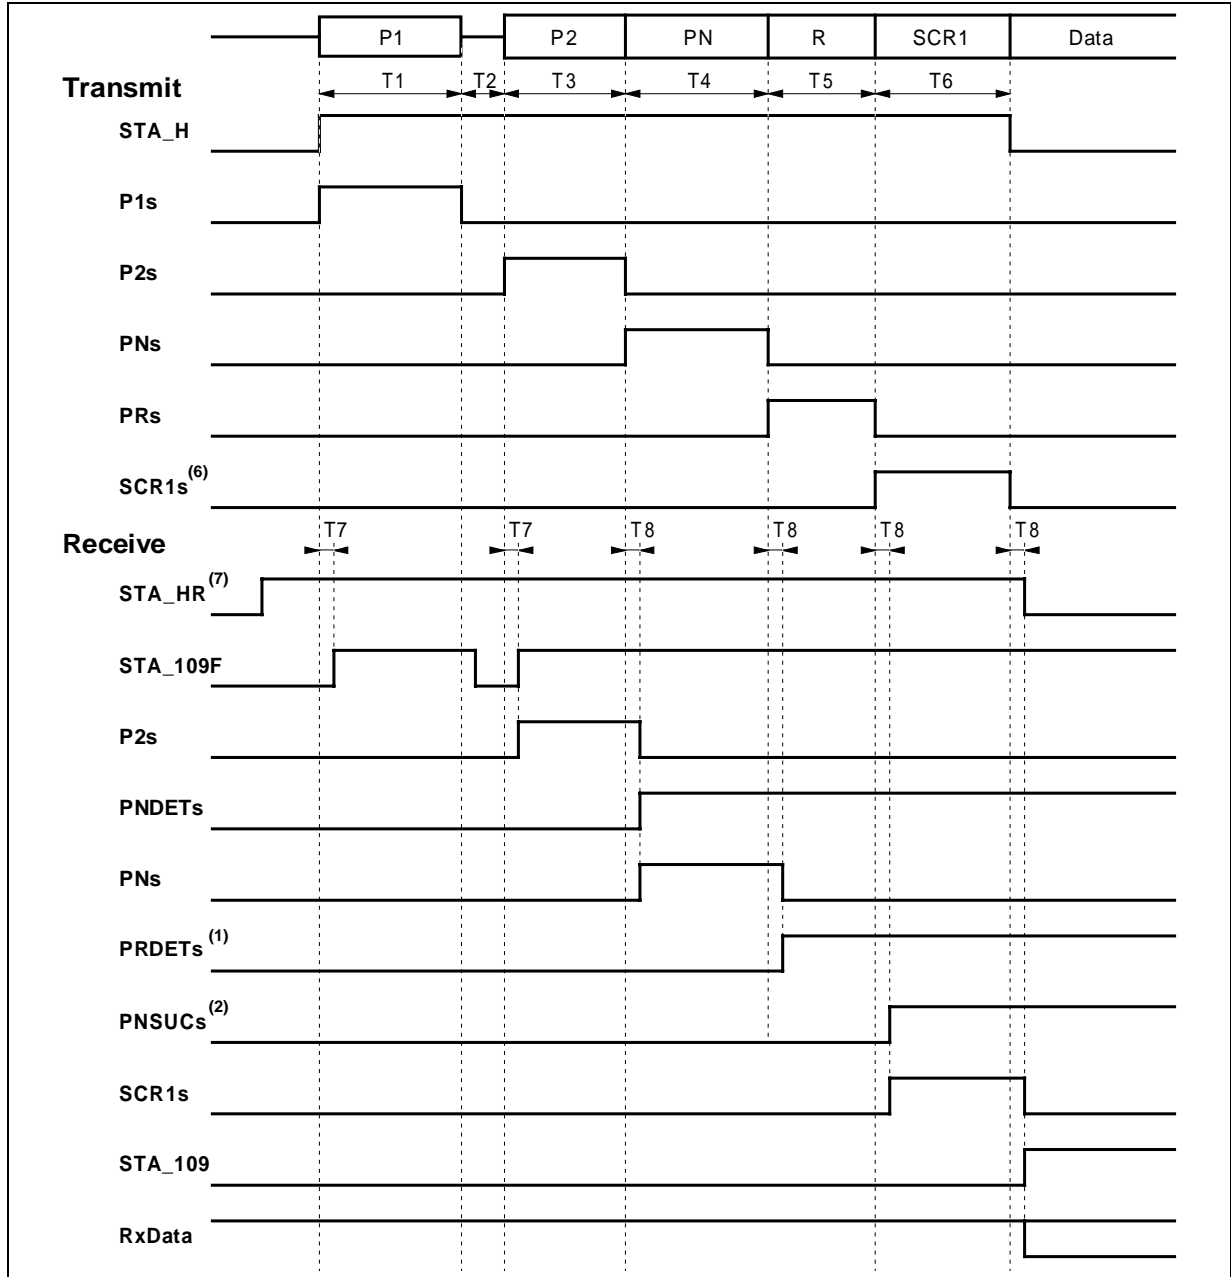 P1 P2 PN R SCR1 Data
Transmit T1 T2 T3 T4 T5 T6
STA_H
P1s
P2s
PNs
PRs
SCR1s(6)
Receive T7 T7 T8 T8 T8 T8
STA_HR(7)
STA_109F
P2s
PNDETs
PNs
PRDETs (1)
PNSUCs(2)
SCR1s
STA_109
RxData